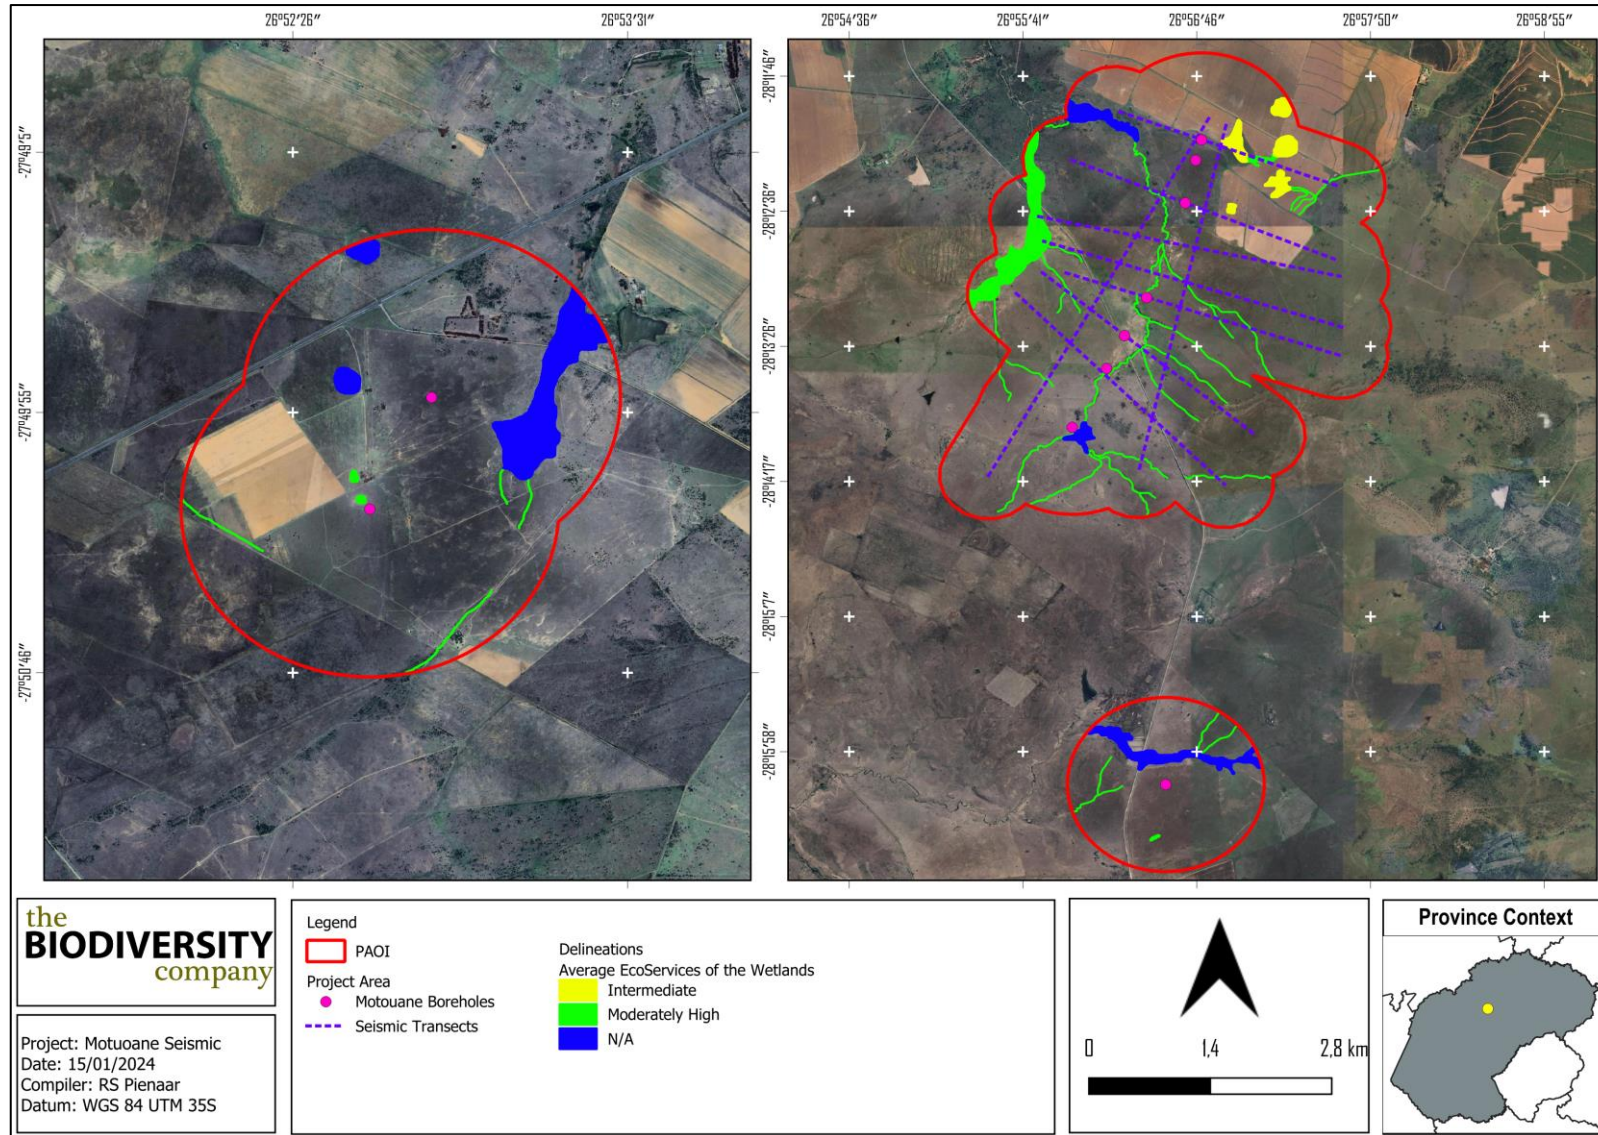 26°52'26"
26°53'31"
26°54'36"
26°55'41"
26°56'46"
26°57'50"
26°58'55"
-27°49'5"
-27°49'55"
-27°50'46"
-28°11'46"
-28°12'36"
-28°13'26"
-28°14'17"
-28°15'7"
-28°15'58"
the
BIODIVERSITY
company
Project: Motuoane Seismic
Date: 15/01/2024
Compiler: RS Pienaar
Datum: WGS 84 UTM 35S
Legend
PAOI
Project Area
Motouane Boreholes
Seismic Transects
Delineations
Average EcoServices of the Wetlands
Intermediate
Moderately High
N/A
0 1,4 2,8 km
Province Context